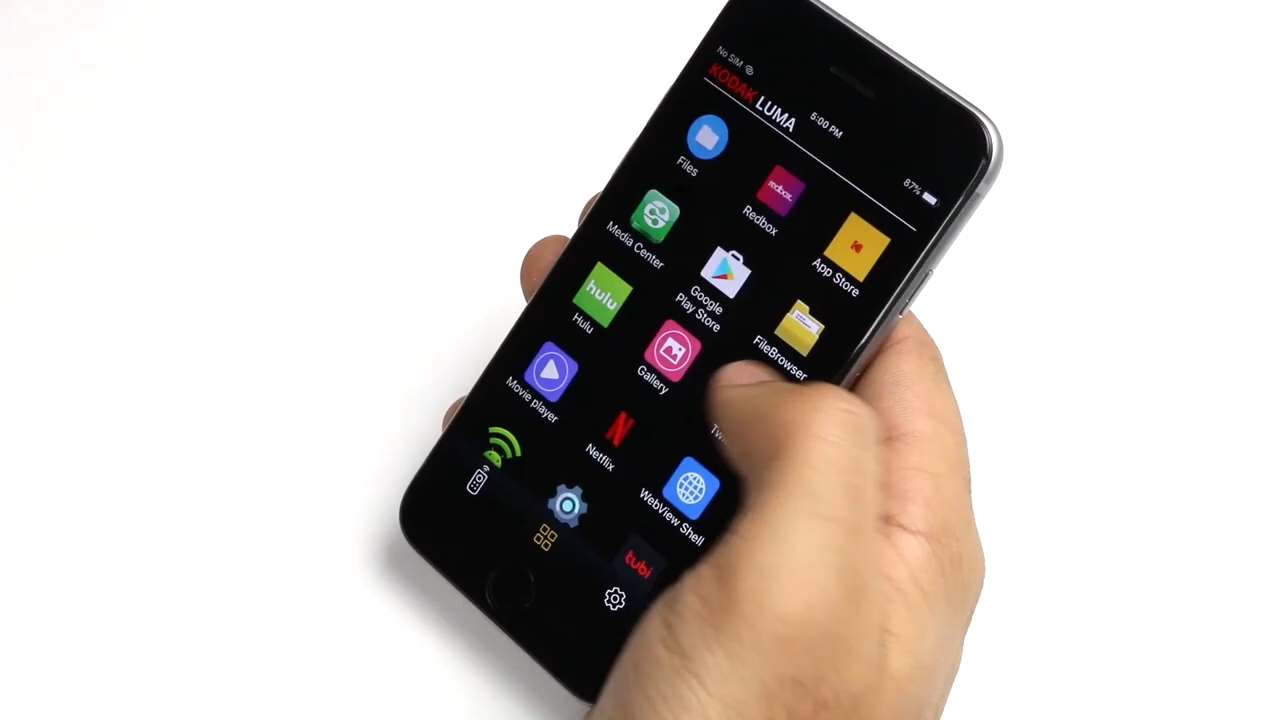 No SIM
KODAK LUMA
5:00 PM
87%
Files
redbox.
Redbox
App Store
Media Center
Google
Play Store
FileBrowser
hulu
Hulu
Gallery
Movie player
Netflix
WebView Shell
tubi